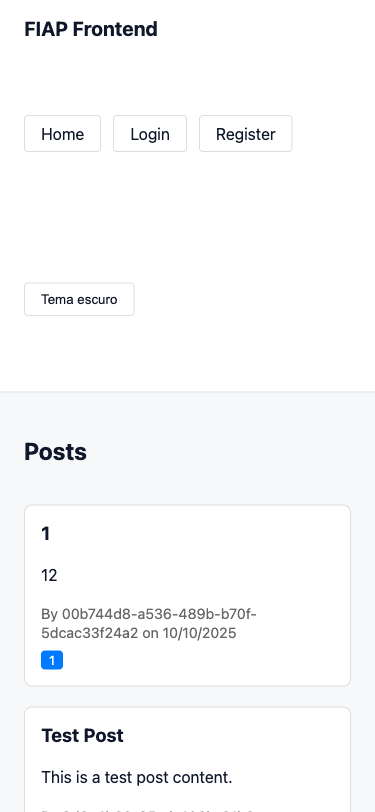 FIAP Frontend
Home Login Register
Tema escuro
Posts
1
12
By 00b744d8-a536-489b-b70f-
5dcac33f24a2 on 10/10/2025
1
Test Post
This is a test post content.